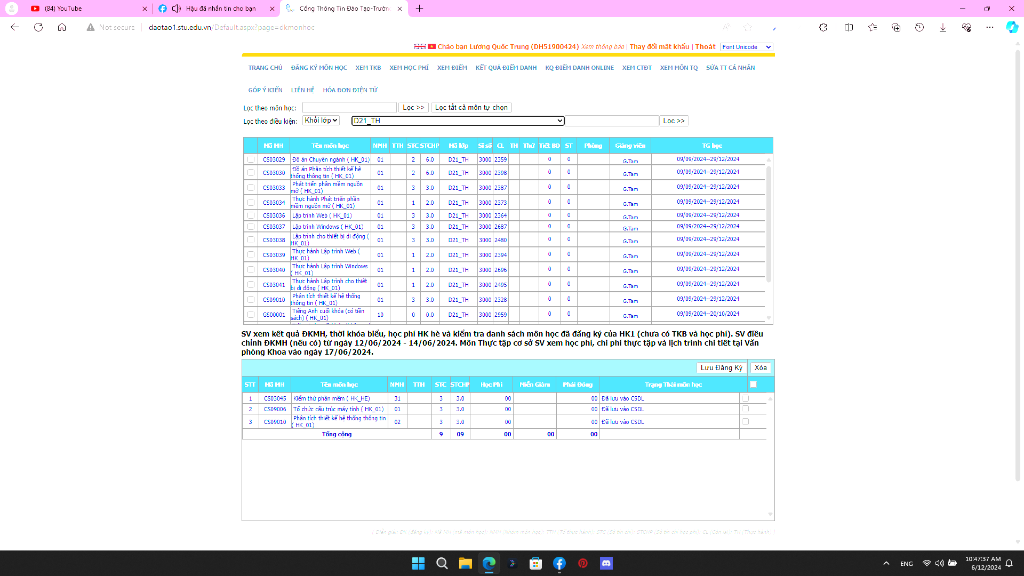 (84) YouTube
Hậu đã nhắn tin cho bạn
Cổng Thông Tin Đào Tạo-Trườn
Not secure
daotao1.stu.edu.vn/Default.aspx?page=dkmonhoc
Chào bạn Lương Quốc Trung (DH51900424) Xem thông báo | Thay đổi mật khẩu | Thoát Font Unicode
TRANG CHỦ ĐĂNG KÝ MÔN HỌC XEM TKB XEM HỌC PHÍ XEM ĐIỂM KẾT QUẢ ĐIỂM DANH KQ ĐIỂM DANH ONLINE XEM CTĐT XEM MÔN TQ SỬA TT CÁ NHÂN
GÓP Ý KIẾN LIÊN HỆ HÓA ĐƠN ĐIỆN TỬ
Lọc theo môn học: Lọc >> Lọc tất cả môn tự chọn
Lọc theo điều kiện: Khối lớp D21_TH Lọc >>
Mã MH Tên môn học NMH TTH STC STCHP Mã lớp Sĩ số CL TH Thứ Tiết BD ST Phòng Giảng viên TG học
CS03029 Đồ án Chuyên ngành ( HK_01) 01 2 6.0 D21_TH 3000 2359 0 0 G.Tam 09/09/2024--29/12/2024
CS03030 Đồ án Phân tích thiết kế hệ thống thông tin ( HK_01) 01 2 6.0 D21_TH 3000 2398 0 0 G.Tam 09/09/2024--29/12/2024
CS03033 Phát triển phần mềm nguồn mở ( HK_01) 01 3 3.0 D21_TH 3000 2387 0 0 G.Tam 09/09/2024--29/12/2024
CS03034 Thực hành Phát triển phần mềm nguồn mở ( HK_01) 01 1 2.0 D21_TH 3000 2373 0 0 G.Tam 09/09/2024--29/12/2024
CS03036 Lập trình Web ( HK_01) 01 3 3.0 D21_TH 3000 2364 0 0 G.Tam 09/09/2024--29/12/2024
CS03037 Lập trình Windows ( HK_01) 01 3 3.0 D21_TH 3000 2687 0 0 G.Tam 09/09/2024--29/12/2024
CS03038 Lập trình cho thiết bị di động ( HK_01) 01 3 3.0 D21_TH 3000 2480 0 0 G.Tam 09/09/2024--29/12/2024
CS03039 Thực hành Lập trình Web ( HK_01) 01 1 2.0 D21_TH 3000 2394 0 0 G.Tam 09/09/2024--29/12/2024
CS03040 Thực hành Lập trình Windows ( HK_01) 01 1 2.0 D21_TH 3000 2696 0 0 G.Tam 09/09/2024--29/12/2024
CS03041 Thực hành Lập trình cho thiết bị di động ( HK_01) 01 1 2.0 D21_TH 3000 2495 0 0 G.Tam 09/09/2024--29/12/2024
CS09010 Phân tích thiết kế hệ thống thông tin ( HK_01) 01 3 3.0 D21_TH 3000 2328 0 0 G.Tam 09/09/2024--29/12/2024
Tiếng Anh cuối khóa (có tiền sách) ( HK_01) 0 0.0 D21_TH 3000 2959 0 0 G.Tam
SV xem kết quả ĐKMH, thời khóa biểu, học phí HK hè và kiểm tra danh sách môn học đã đăng ký của HK1 (chưa có TKB và học phí). SV điều
chỉnh ĐKMH (nếu có) từ ngày 12/06/2024 - 14/06/2024. Môn Thực tập cơ sở SV xem học phí, chi phí thực tập và lịch trình chi tiết tại Văn
phòng Khoa vào ngày 17/06/2024.
Lưu Đăng Ký Xóa
STT Mã MH Tên môn học NMH TTH STC STCHP Học Phí Miễn Giảm Phải Đóng Trạng Thái môn học
1 CS03045 Kiểm thử phần mềm ( HK_HE) 31 3 3.0 00 00 Đã lưu vào CSDL
2 CS09006 Tổ chức cấu trúc máy tính ( HK_01) 01 3 3.0 00 00 Đã lưu vào CSDL
3 CS09010 Phân tích thiết kế hệ thống thông tin ( HK_01) 02 3 3.0 00 00 Đã lưu vào CSDL
Tổng cộng 9 09 00 00 00
ENG
10:47:37 AM
6/12/2024